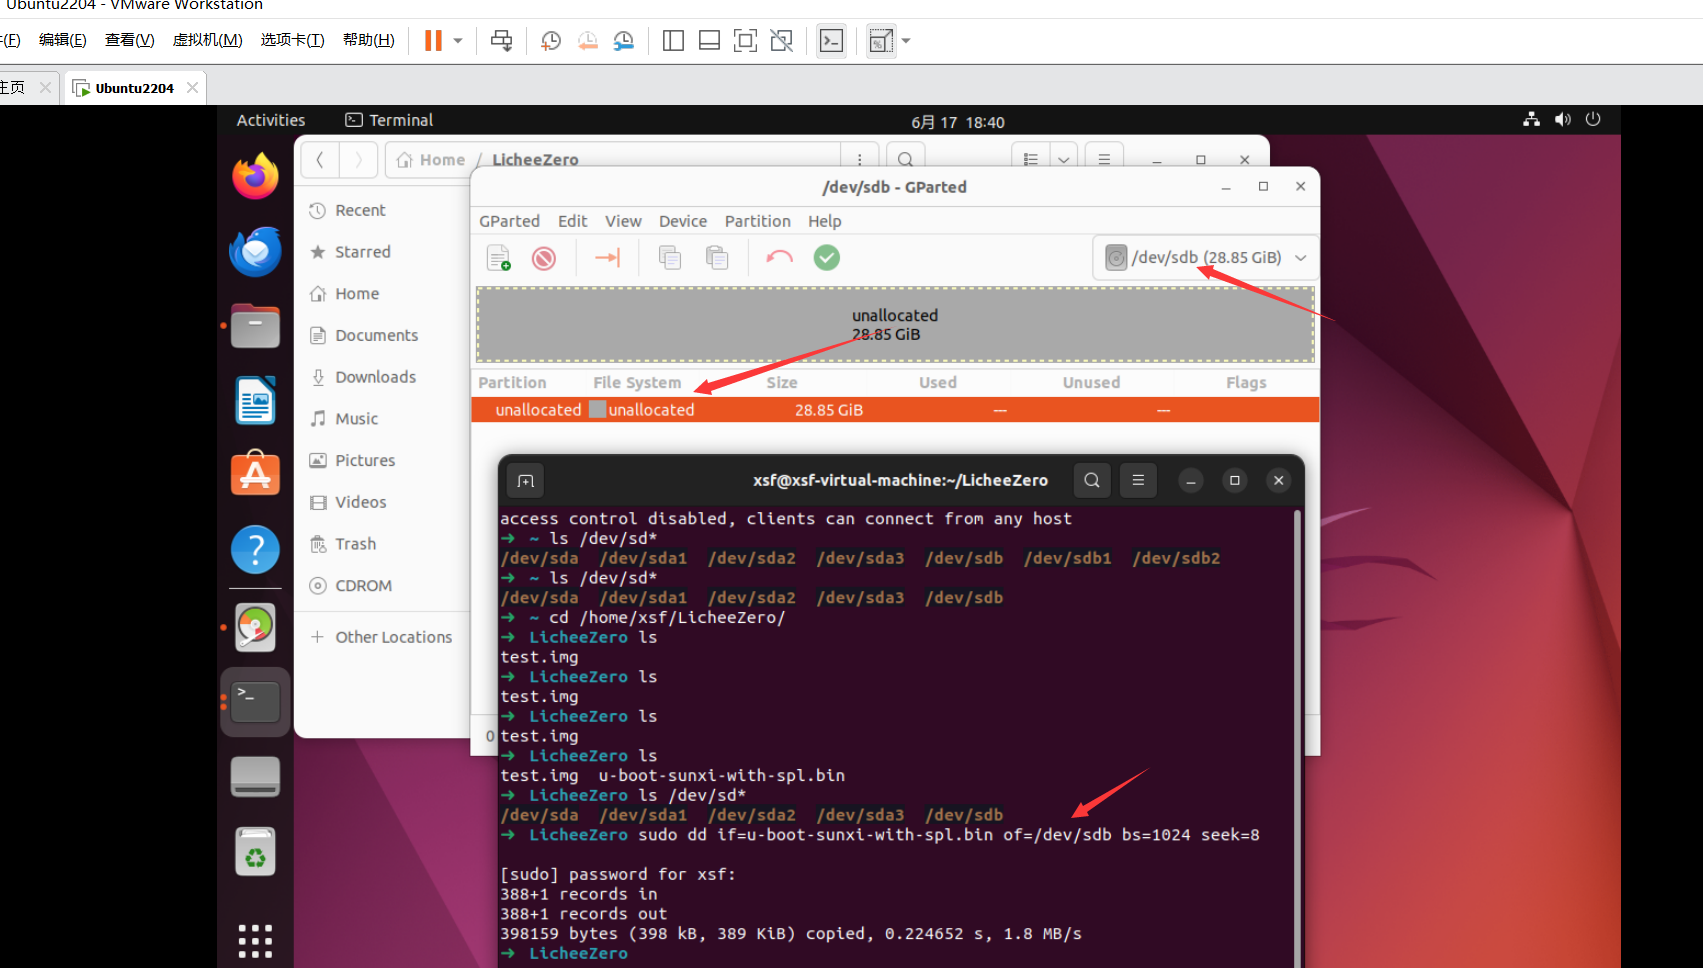 Ubuntu2204 - VMware Workstation
(F) 编辑(E) 查看(V) 虚拟机(M) 选项卡(T) 帮助(H)
主页 Ubuntu2204
Activities Terminal 6月 17 18:40
Home / LicheeZero
/dev/sdb - GParted
Recent
Starred
Home
Documents
Downloads
Music
Pictures
Videos
Trash
CDROM
Other Locations
GParted Edit View Device Partition Help
/dev/sdb (28.85 GiB)
unallocated
28.85 GiB
Partition File System Size Used Unused Flags
unallocated unallocated 28.85 GiB --- ---
0
xsf@xsf-virtual-machine:~/LicheeZero
access control disabled, clients can connect from any host
→ ~ ls /dev/sd*
/dev/sda /dev/sda1 /dev/sda2 /dev/sda3 /dev/sdb /dev/sdb1 /dev/sdb2
→ ~ ls /dev/sd*
/dev/sda /dev/sda1 /dev/sda2 /dev/sda3 /dev/sdb
→ ~ cd /home/xsf/LicheeZero/
→ LicheeZero ls
test.img
→ LicheeZero ls
test.img
→ LicheeZero ls
test.img
→ LicheeZero ls
test.img u-boot-sunxi-with-spl.bin
→ LicheeZero ls /dev/sd*
/dev/sda /dev/sda1 /dev/sda2 /dev/sda3 /dev/sdb
→ LicheeZero sudo dd if=u-boot-sunxi-with-spl.bin of=/dev/sdb bs=1024 seek=8
[sudo] password for xsf:
388+1 records in
388+1 records out
398159 bytes (398 kB, 389 KiB) copied, 0.224652 s, 1.8 MB/s
→ LicheeZero